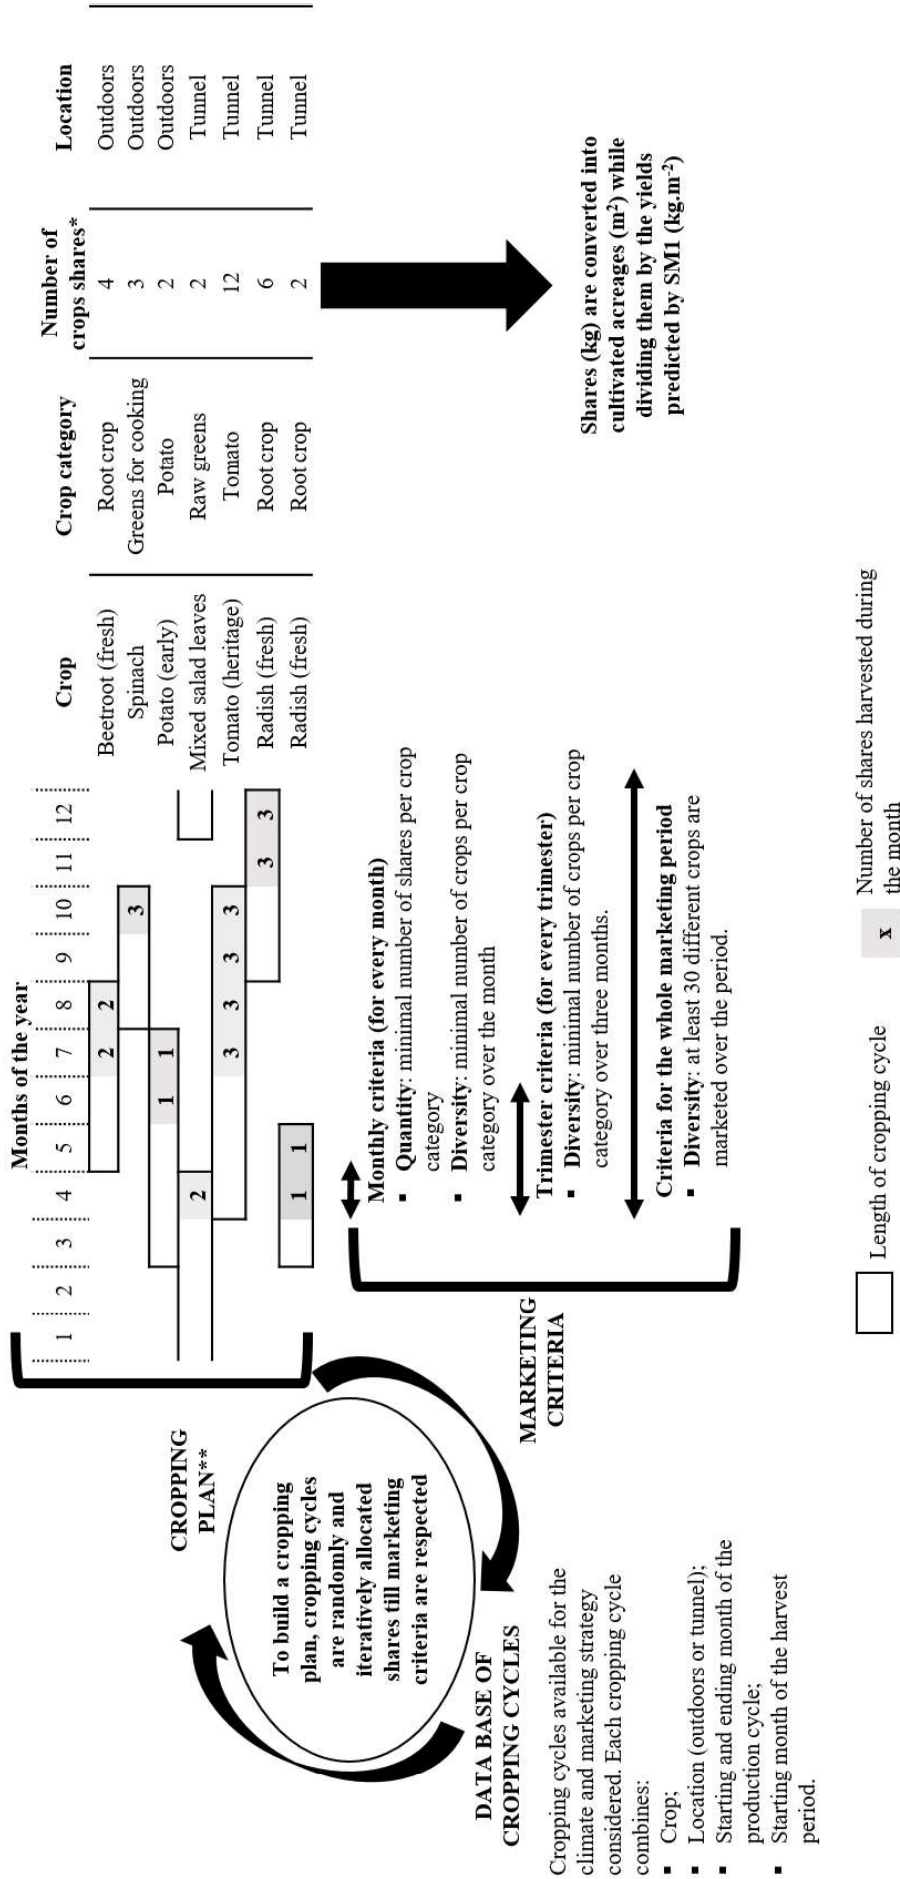 Months of the year
1 2 3 4 5 6 7 8 9 10 11 12
Crop
Crop category
Number of
crops shares*
Location
2 2 Beetroot (fresh) Root crop 4 Outdoors
3 Spinach Greens for cooking 3 Outdoors
1 1 Potato (early) Potato 2 Outdoors
2 Mixed salad leaves Raw greens 2 Tunnel
3 3 3 3 Tomato (heritage) Tomato 12 Tunnel
3 3 Radish (fresh) Root crop 6 Tunnel
1 1 Radish (fresh) Root crop 2 Tunnel
CROPPING
PLAN**
To build a cropping
plan, cropping cycles
are randomly and
iteratively allocated
shares till marketing
criteria are respected
DATA BASE OF
CROPPING CYCLES
Cropping cycles available for the
climate and marketing strategy
considered. Each cropping cycle
combines:
▪ Crop;
▪ Location (outdoors or tunnel);
▪ Starting and ending month of the
production cycle;
▪ Starting month of the harvest
period.
MARKETING
CRITERIA
Monthly criteria (for every month)
▪ Quantity: minimal number of shares per crop
category
▪ Diversity: minimal number of crops per crop
category over the month
Trimester criteria (for every trimester)
▪ Diversity: minimal number of crops per crop
category over three months.
Criteria for the whole marketing period
▪ Diversity: at least 30 different crops are
marketed over the period.
Shares (kg) are converted into
cultivated acreages (m²) while
dividing them by the yields
predicted by SM1 (kg.m⁻²)
Length of cropping cycle
x Number of shares harvested during
the month